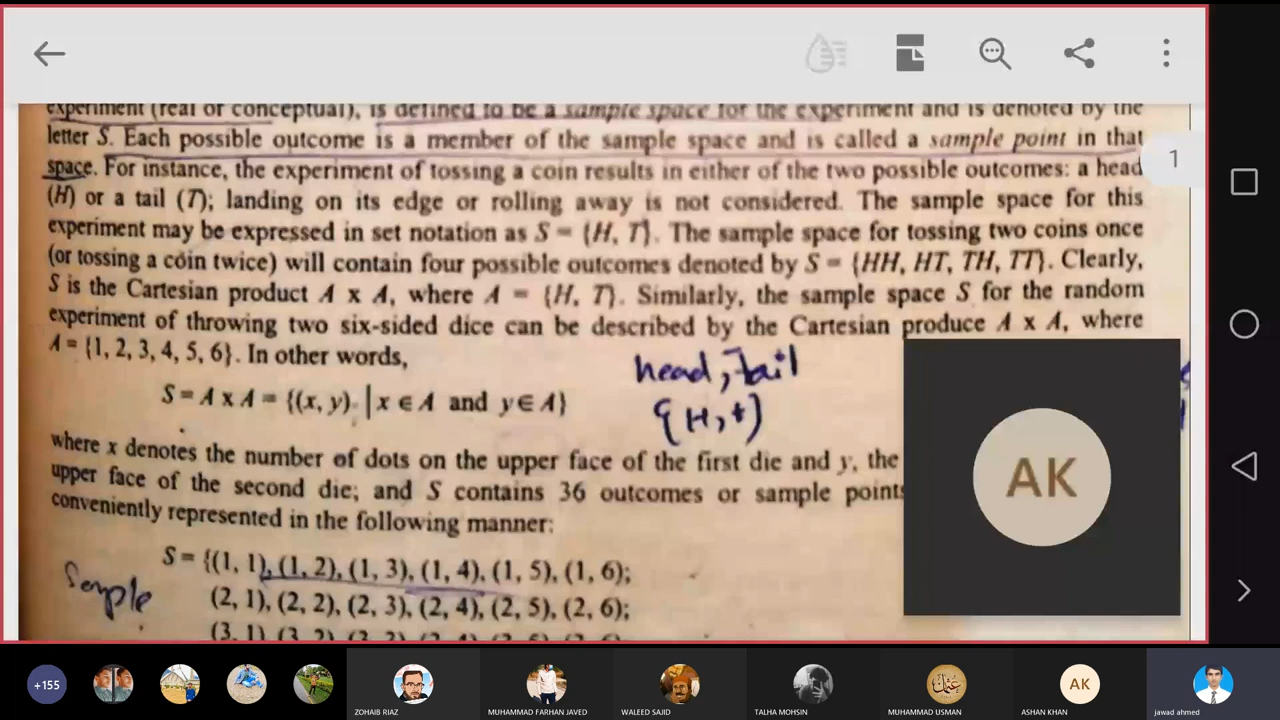 experiment (real or conceptual), is defined to be a sample space for the experiment and is denoted by the
letter S. Each possible outcome is a member of the sample space and is called a sample point in that
space. For instance, the experiment of tossing a coin results in either of the two possible outcomes: a head
(H) or a tail (T); landing on its edge or rolling away is not considered. The sample space for this
experiment may be expressed in set notation as S = {H, T}. The sample space for tossing two coins once
(or tossing a coin twice) will contain four possible outcomes denoted by S = {HH, HT, TH, TT}. Clearly,
S is the Cartesian product A x A, where A = {H, T}. Similarly, the sample space S for the random
experiment of throwing two six-sided dice can be described by the Cartesian produce A x A, where
A = {1, 2, 3, 4, 5, 6}. In other words,
head, Tail
S = A x A = {(x, y) | x ∈ A and y ∈ A}
{H, t}
where x denotes the number of dots on the upper face of the first die and y, the
upper face of the second die; and S contains 36 outcomes or sample points
conveniently represented in the following manner:
S = {(1, 1), (1, 2), (1, 3), (1, 4), (1, 5), (1, 6);
Sample
(2, 1), (2, 2), (2, 3), (2, 4), (2, 5), (2, 6);
1
AK
+155
ZOHAIB RIAZ
MUHAMMAD FARHAN JAVED
WALEED SAJID
TALHA MOHSIN
MUHAMMAD USMAN
AK
ASHAN KHAN
jawad ahmed